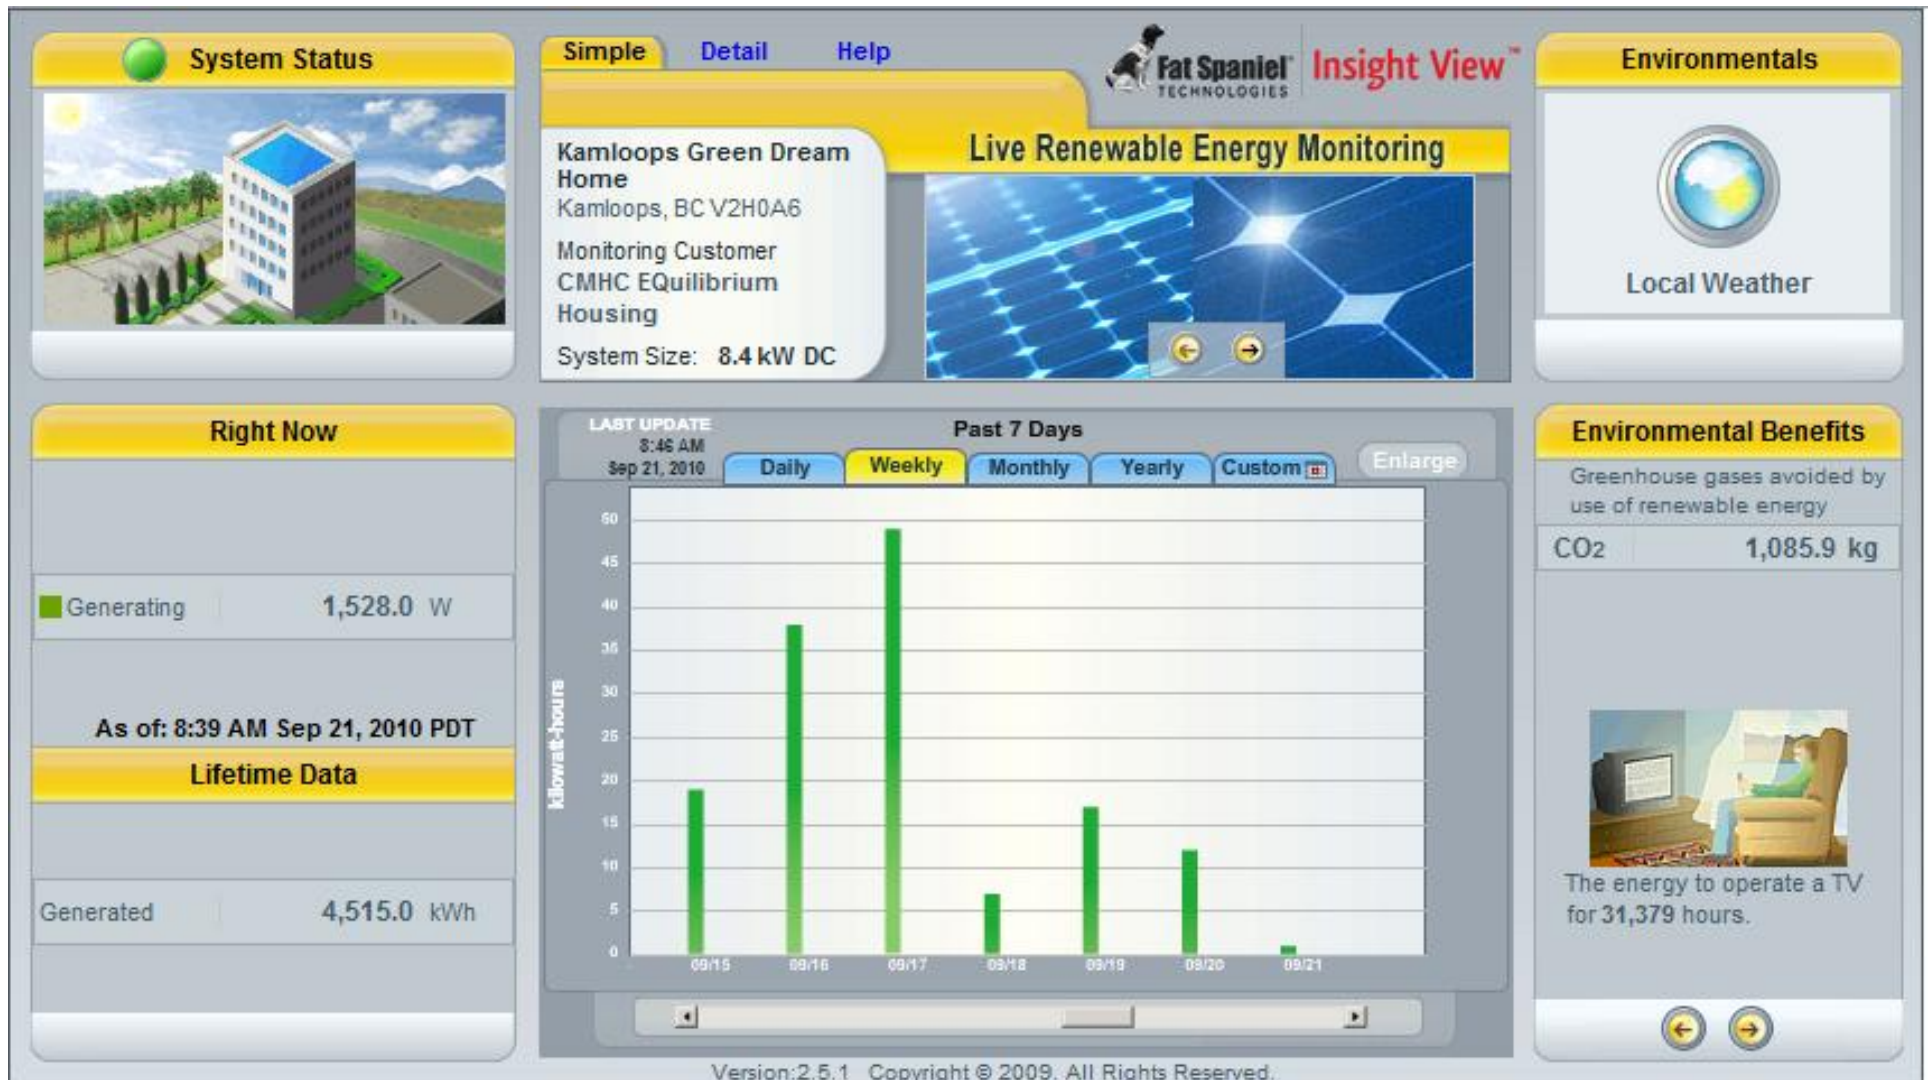 System Status
Simple Detail Help
Fat Spaniel
TECHNOLOGIES
Insight View™
Kamloops Green Dream
Home
Kamloops, BC V2H0A6
Monitoring Customer
CMHC EQuilibrium
Housing
System Size: 8.4 kW DC
Live Renewable Energy Monitoring
Environmentals
Local Weather
Right Now
Generating 1,528.0 W
As of: 8:39 AM Sep 21, 2010 PDT
Lifetime Data
Generated 4,515.0 kWh
LAST UPDATE
8:46 AM
Sep 21, 2010
Past 7 Days
Daily Weekly Monthly Yearly Custom
Enlarge
kilowatt-hours
50
45
40
35
30
25
20
15
10
5
0
09/15 09/16 09/17 09/18 09/19 09/20 09/21
Environmental Benefits
Greenhouse gases avoided by
use of renewable energy
CO2 1,085.9 kg
The energy to operate a TV
for 31,379 hours.
Version:2.5.1 Copyright © 2009. All Rights Reserved.